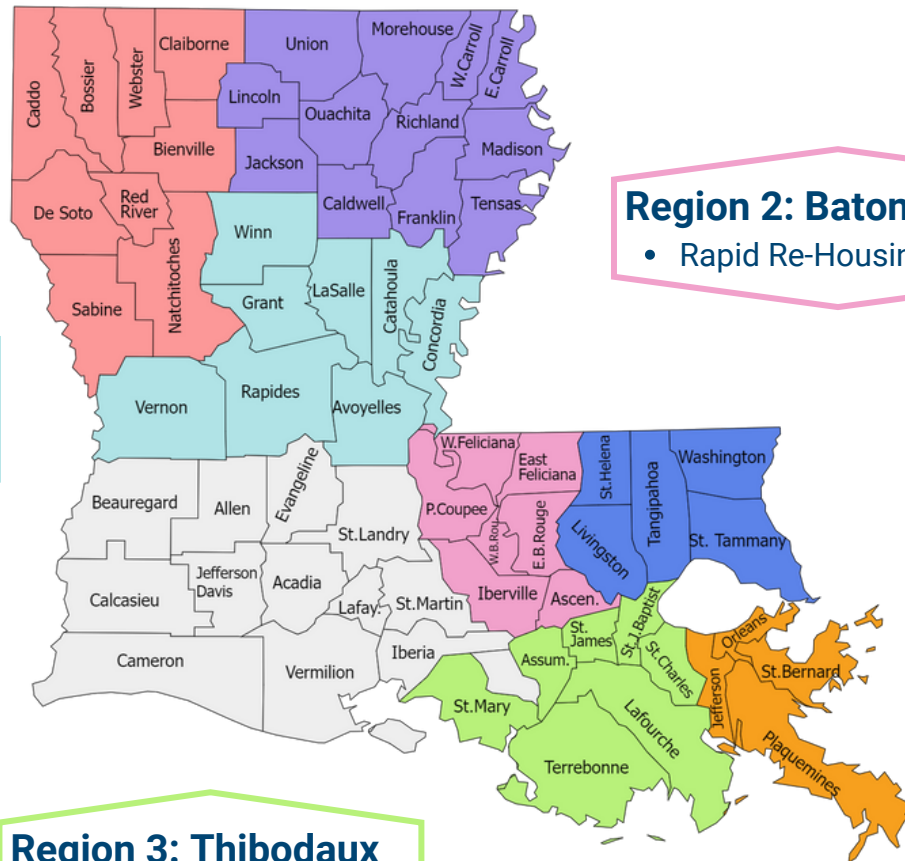 Caddo
Bossier
Webster
Claiborne
Union
Morehouse
W.Carroll
E.Carroll
Lincoln
Ouachita
Richland
Madison
Bienville
Jackson
De Soto
Red
River
Caldwell
Franklin
Tensas
Natchitoches
Winn
Sabine
Grant
LaSalle
Catahoula
Concordia
Vernon
Rapides
Avoyelles
Region 2: Baton
• Rapid Re-Housin
W.Feliciana
East
Feliciana
St.Helena
Tangipahoa
Washington
Beauregard
Allen
Evangeline
St.Landry
P.Coupee
W.B.Rou
E.B.Rouge
Livingston
St. Tammany
Calcasieu
Jefferson
Davis
Acadia
Lafay.
St.Martin
Iberville
Ascen.
St.J.Baptist
Cameron
Vermilion
Iberia
Assum.
St.
James
St.Charles
Orleans
St.Bernard
Jefferson
Plaquemines
St.Mary
Lafourche
Terrebonne
Region 3: Thibodaux